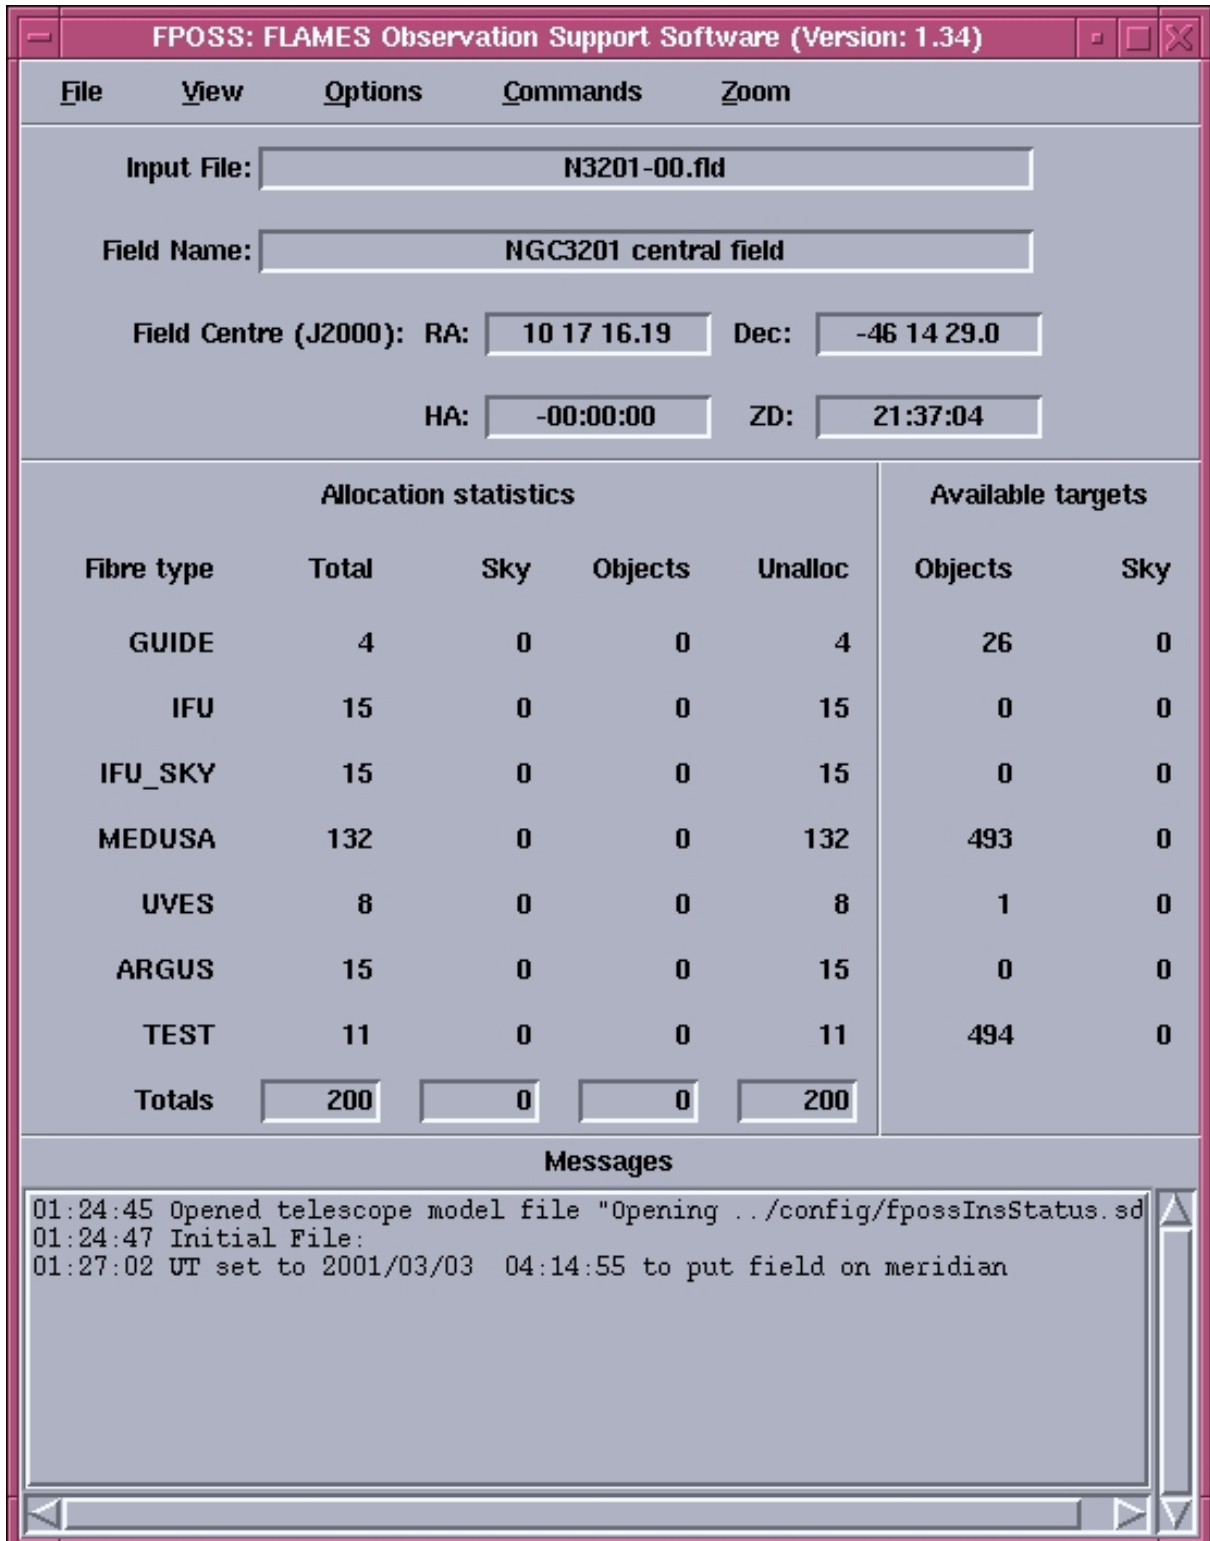 FPOSS: FLAMES Observation Support Software (Version: 1.34)
File View Options Commands Zoom
Input File: N3201-00.fld
Field Name: NGC3201 central field
Field Centre (J2000): RA: 10 17 16.19 Dec: -46 14 29.0
HA: -00:00:00 ZD: 21:37:04
Allocation statistics Available targets
Fibre type Total Sky Objects Unalloc Objects Sky
GUIDE 4 0 0 4 26 0
IFU 15 0 0 15 0 0
IFU_SKY 15 0 0 15 0 0
MEDUSA 132 0 0 132 493 0
UVES 8 0 0 8 1 0
ARGUS 15 0 0 15 0 0
TEST 11 0 0 11 494 0
Totals 200 0 0 200
Messages
01:24:45 Opened telescope model file "Opening ../config/fpossInsStatus.sd
01:24:47 Initial File:
01:27:02 UT set to 2001/03/03  04:14:55 to put field on meridian